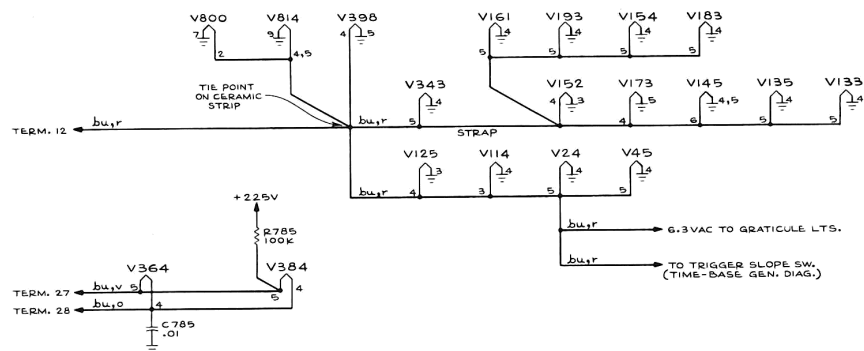 V800 V814 V398 V161 V193 V154 V183
7 9 4 5 4 4 4 4
2 4,5 5 5 5 5
TIE POINT
ON CERAMIC
STRIP
V343 V152 V173 V145 V135 V133
4 4 3 5 4,5 4 4
TERM. 12 bu,r bu,r 5 STRAP 4 6 5 5
V125 V114 V24 V45
3 4 4 4
bu,r 4 3 5 5
+225V
bu,r 6.3VAC TO GRATICULE LTS.
R785
100K
bu,r TO TRIGGER SLOPE SW.
(TIME-BASE GEN. DIAG.)
V364 V384
TERM. 27 bu,v 5 5 4
TERM. 28 bu,o 4
C785
.01